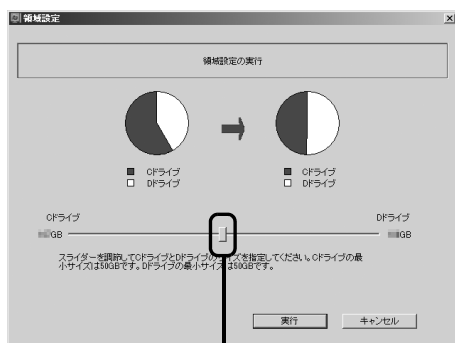 領域設定
領域設定の実行
Cドライブ
Dドライブ
Cドライブ
Dドライブ
Cドライブ
Dドライブ
GB
GB
スライダーを調節してCドライブとDドライブのサイズを指定してください。Cドライブの最
小サイズは50GBです。Dドライブの最小サイズは50GBです。
実行
キャンセル